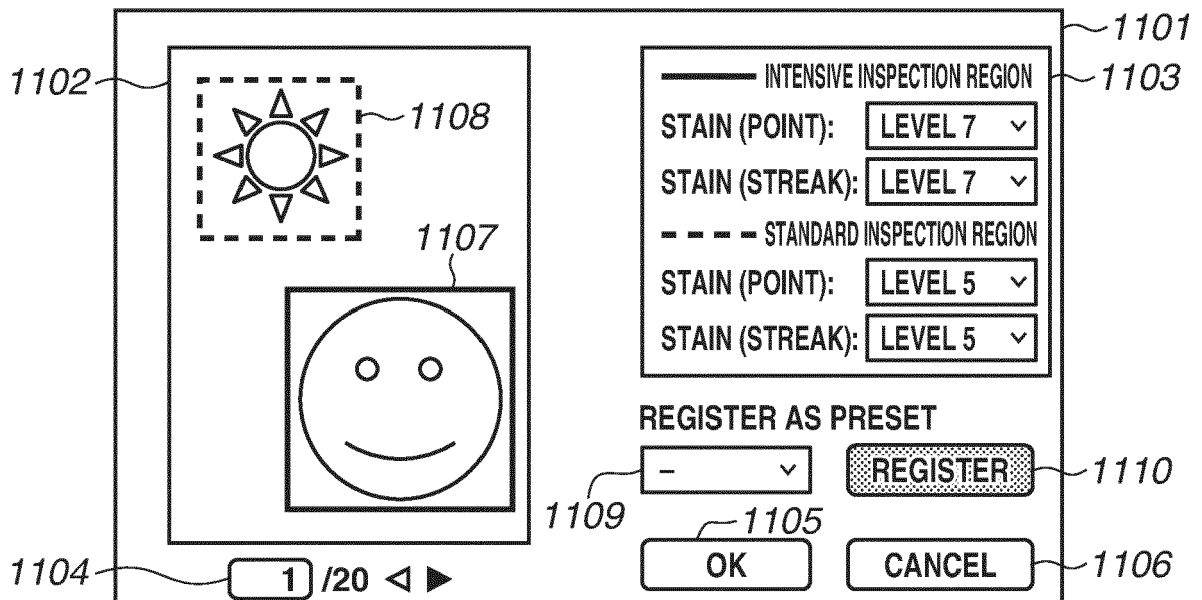 1101
1102
1108
1107
1104
1 /20
INTENSIVE INSPECTION REGION
1103
STAIN (POINT): LEVEL 7
STAIN (STREAK): LEVEL 7
STANDARD INSPECTION REGION
STAIN (POINT): LEVEL 5
STAIN (STREAK): LEVEL 5
REGISTER AS PRESET
– REGISTER
1110
1109
1105
OK CANCEL
1106